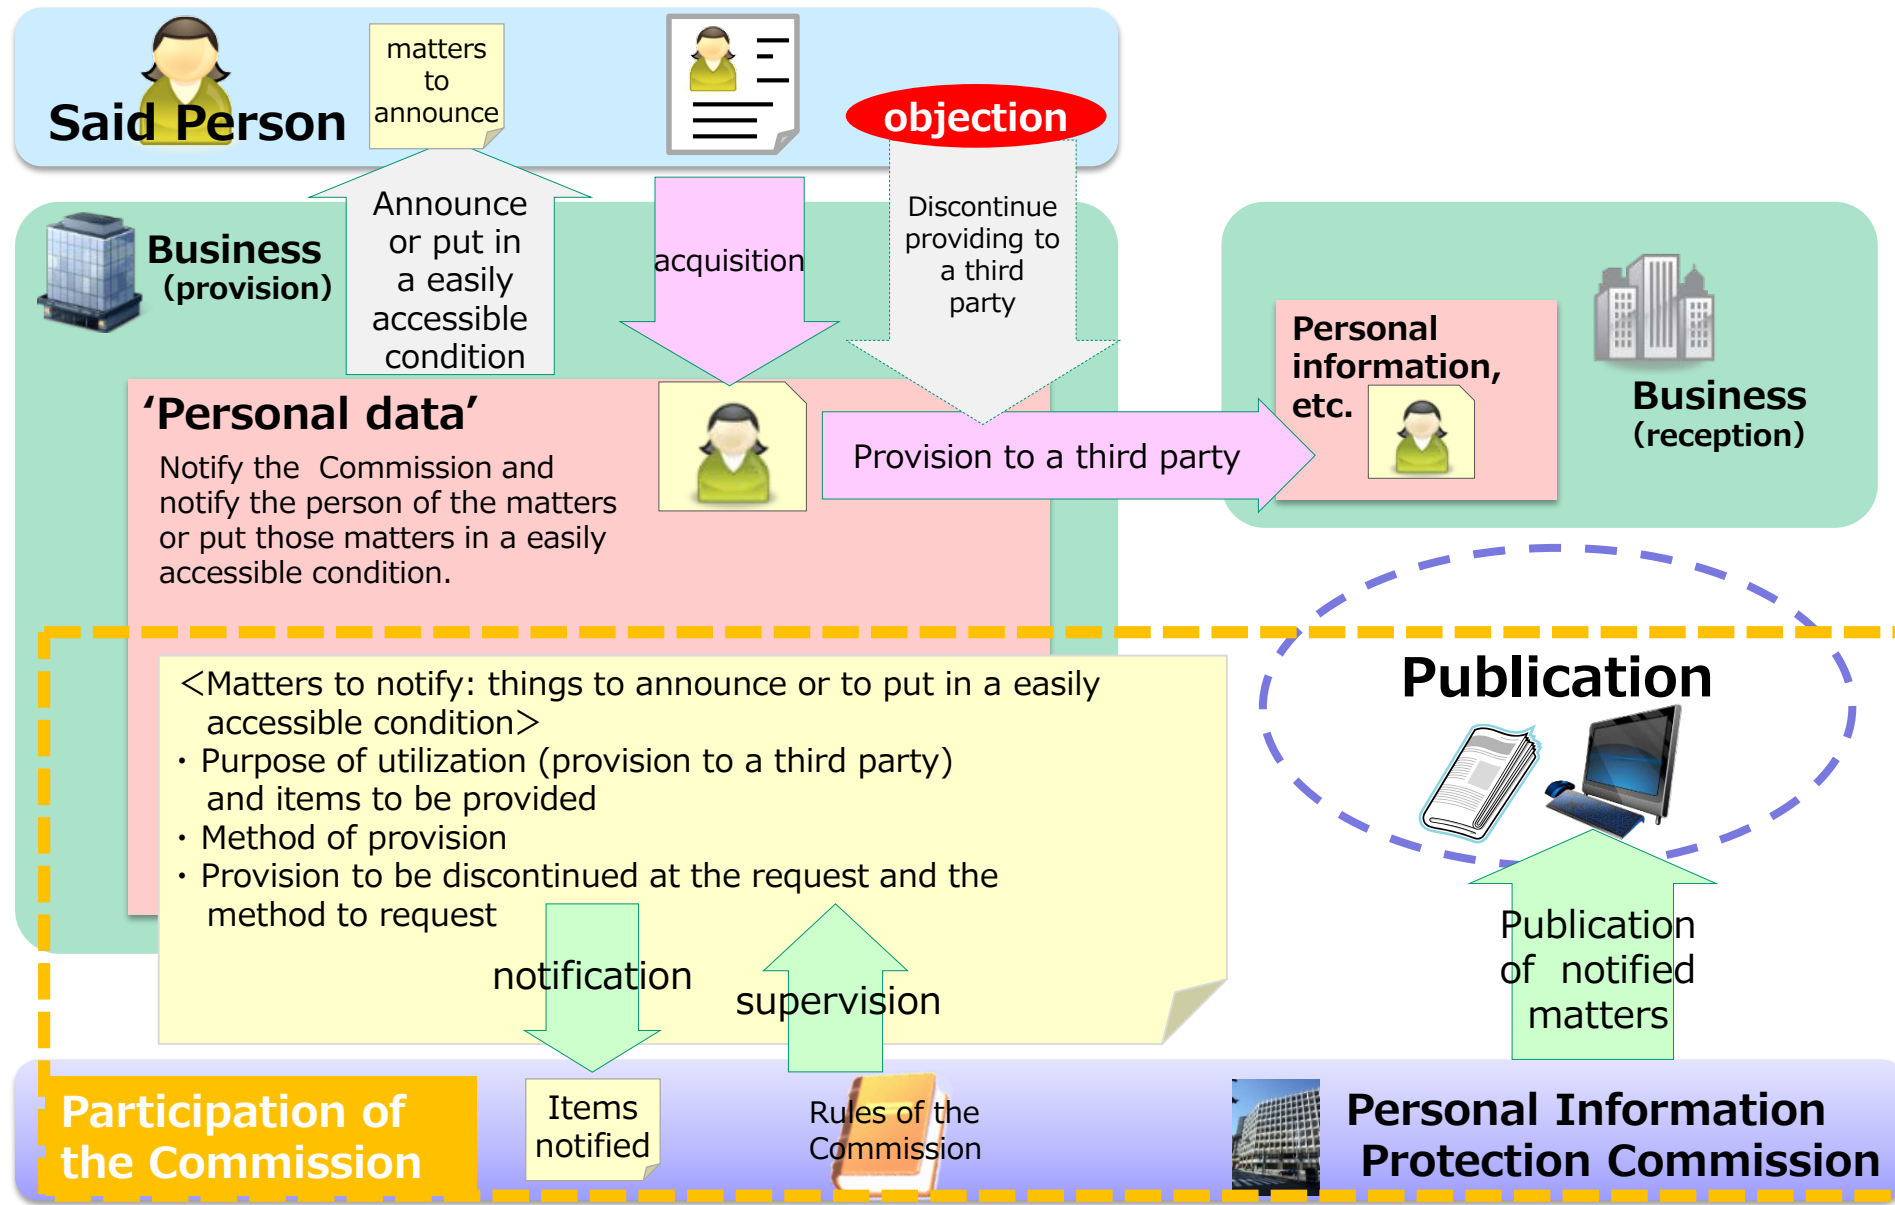 Said Person
matters
to
announce
objection
Business
（provision）
Announce
or put in
a easily
accessible
condition
acquisition
Discontinue
providing to
a third
party
Personal
information,
etc.
Business
（reception）
‘Personal data’
Notify the Commission and
notify the person of the matters
or put those matters in a easily
accessible condition.
Provision to a third party
＜Matters to notify: things to announce or to put in a easily
accessible condition＞
・Purpose of utilization (provision to a third party)
and items to be provided
・Method of provision
・Provision to be discontinued at the request and the
method to request
notification
supervision
Publication
Publication
of notified
matters
Participation of
the Commission
Items
notified
Rules of the
Commission
Personal Information
Protection Commission